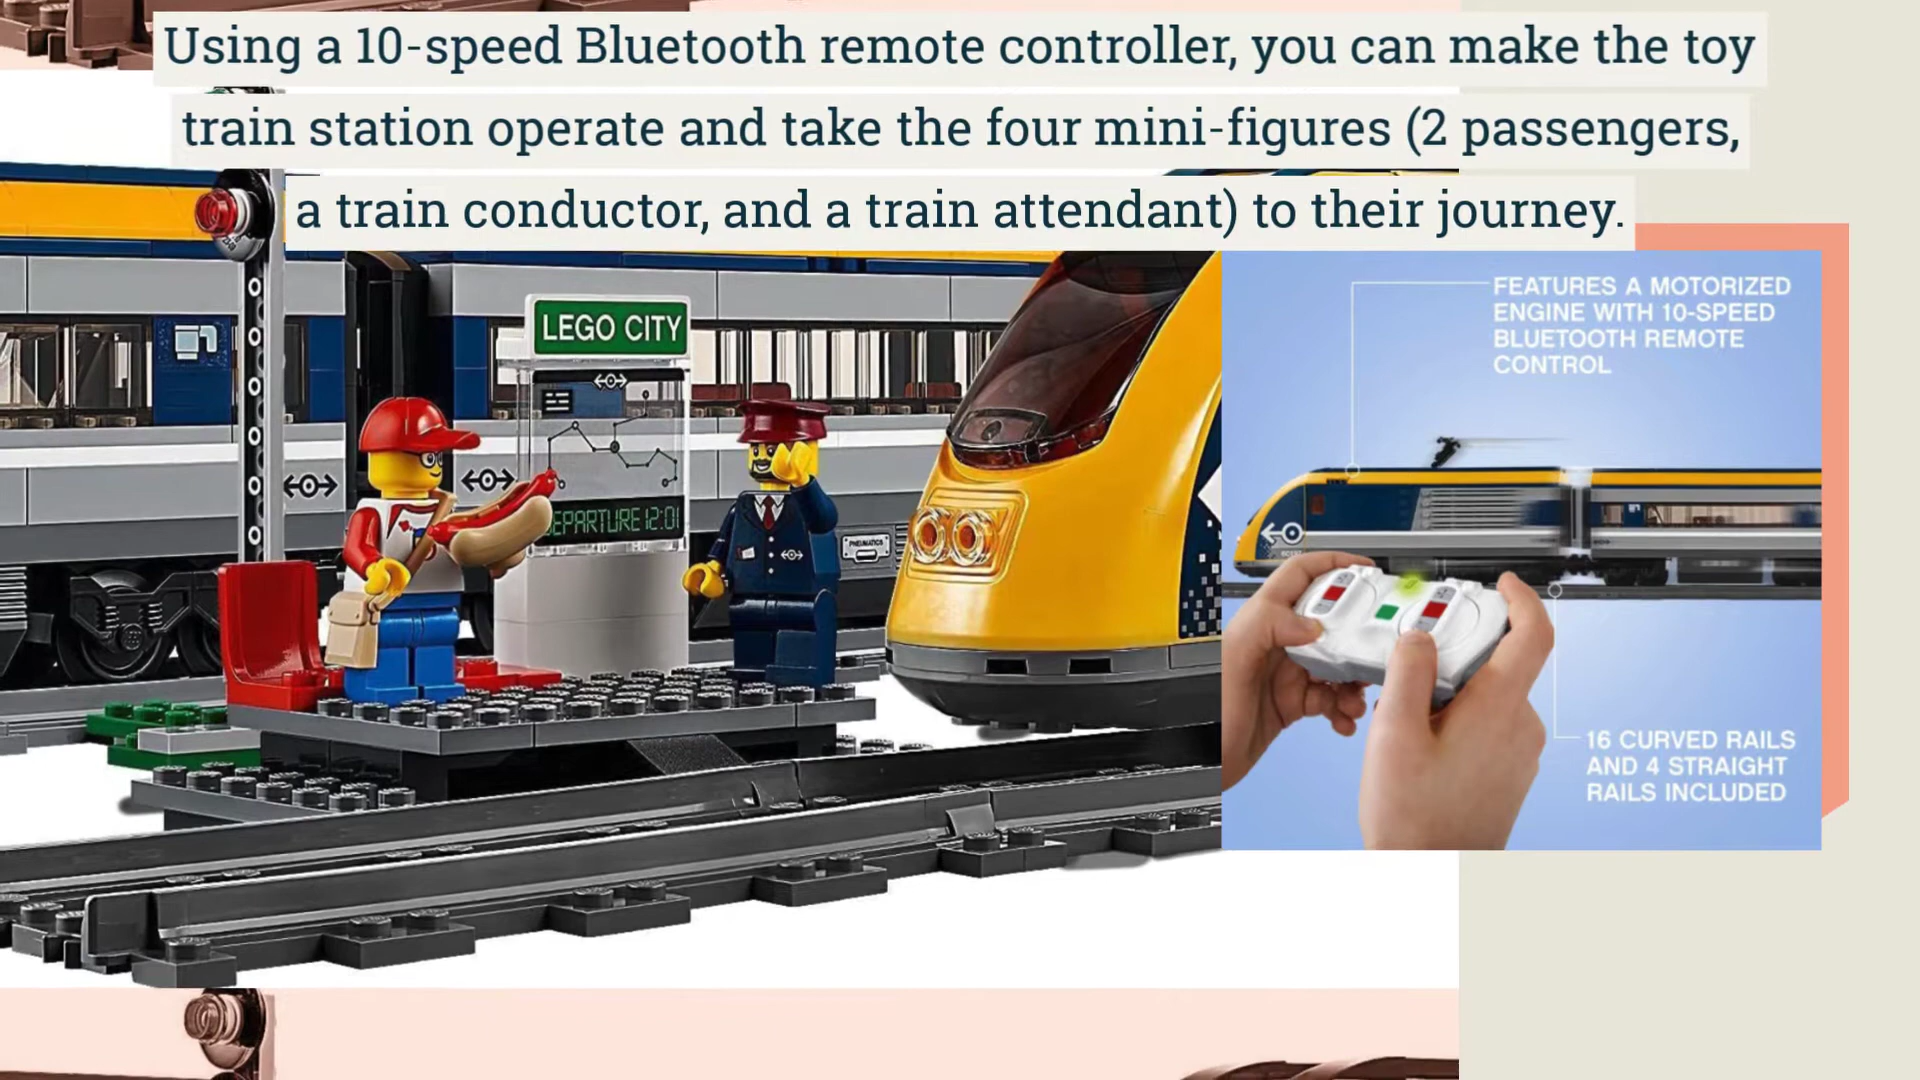 Using a 10-speed Bluetooth remote controller, you can make the toy
train station operate and take the four mini-figures (2 passengers,
a train conductor, and a train attendant) to their journey.
FEATURES A MOTORIZED
ENGINE WITH 10-SPEED
BLUETOOTH REMOTE
CONTROL
LEGO CITY
EPARTURE 12:01
PNEUMATICS
16 CURVED RAILS
AND 4 STRAIGHT
RAILS INCLUDED